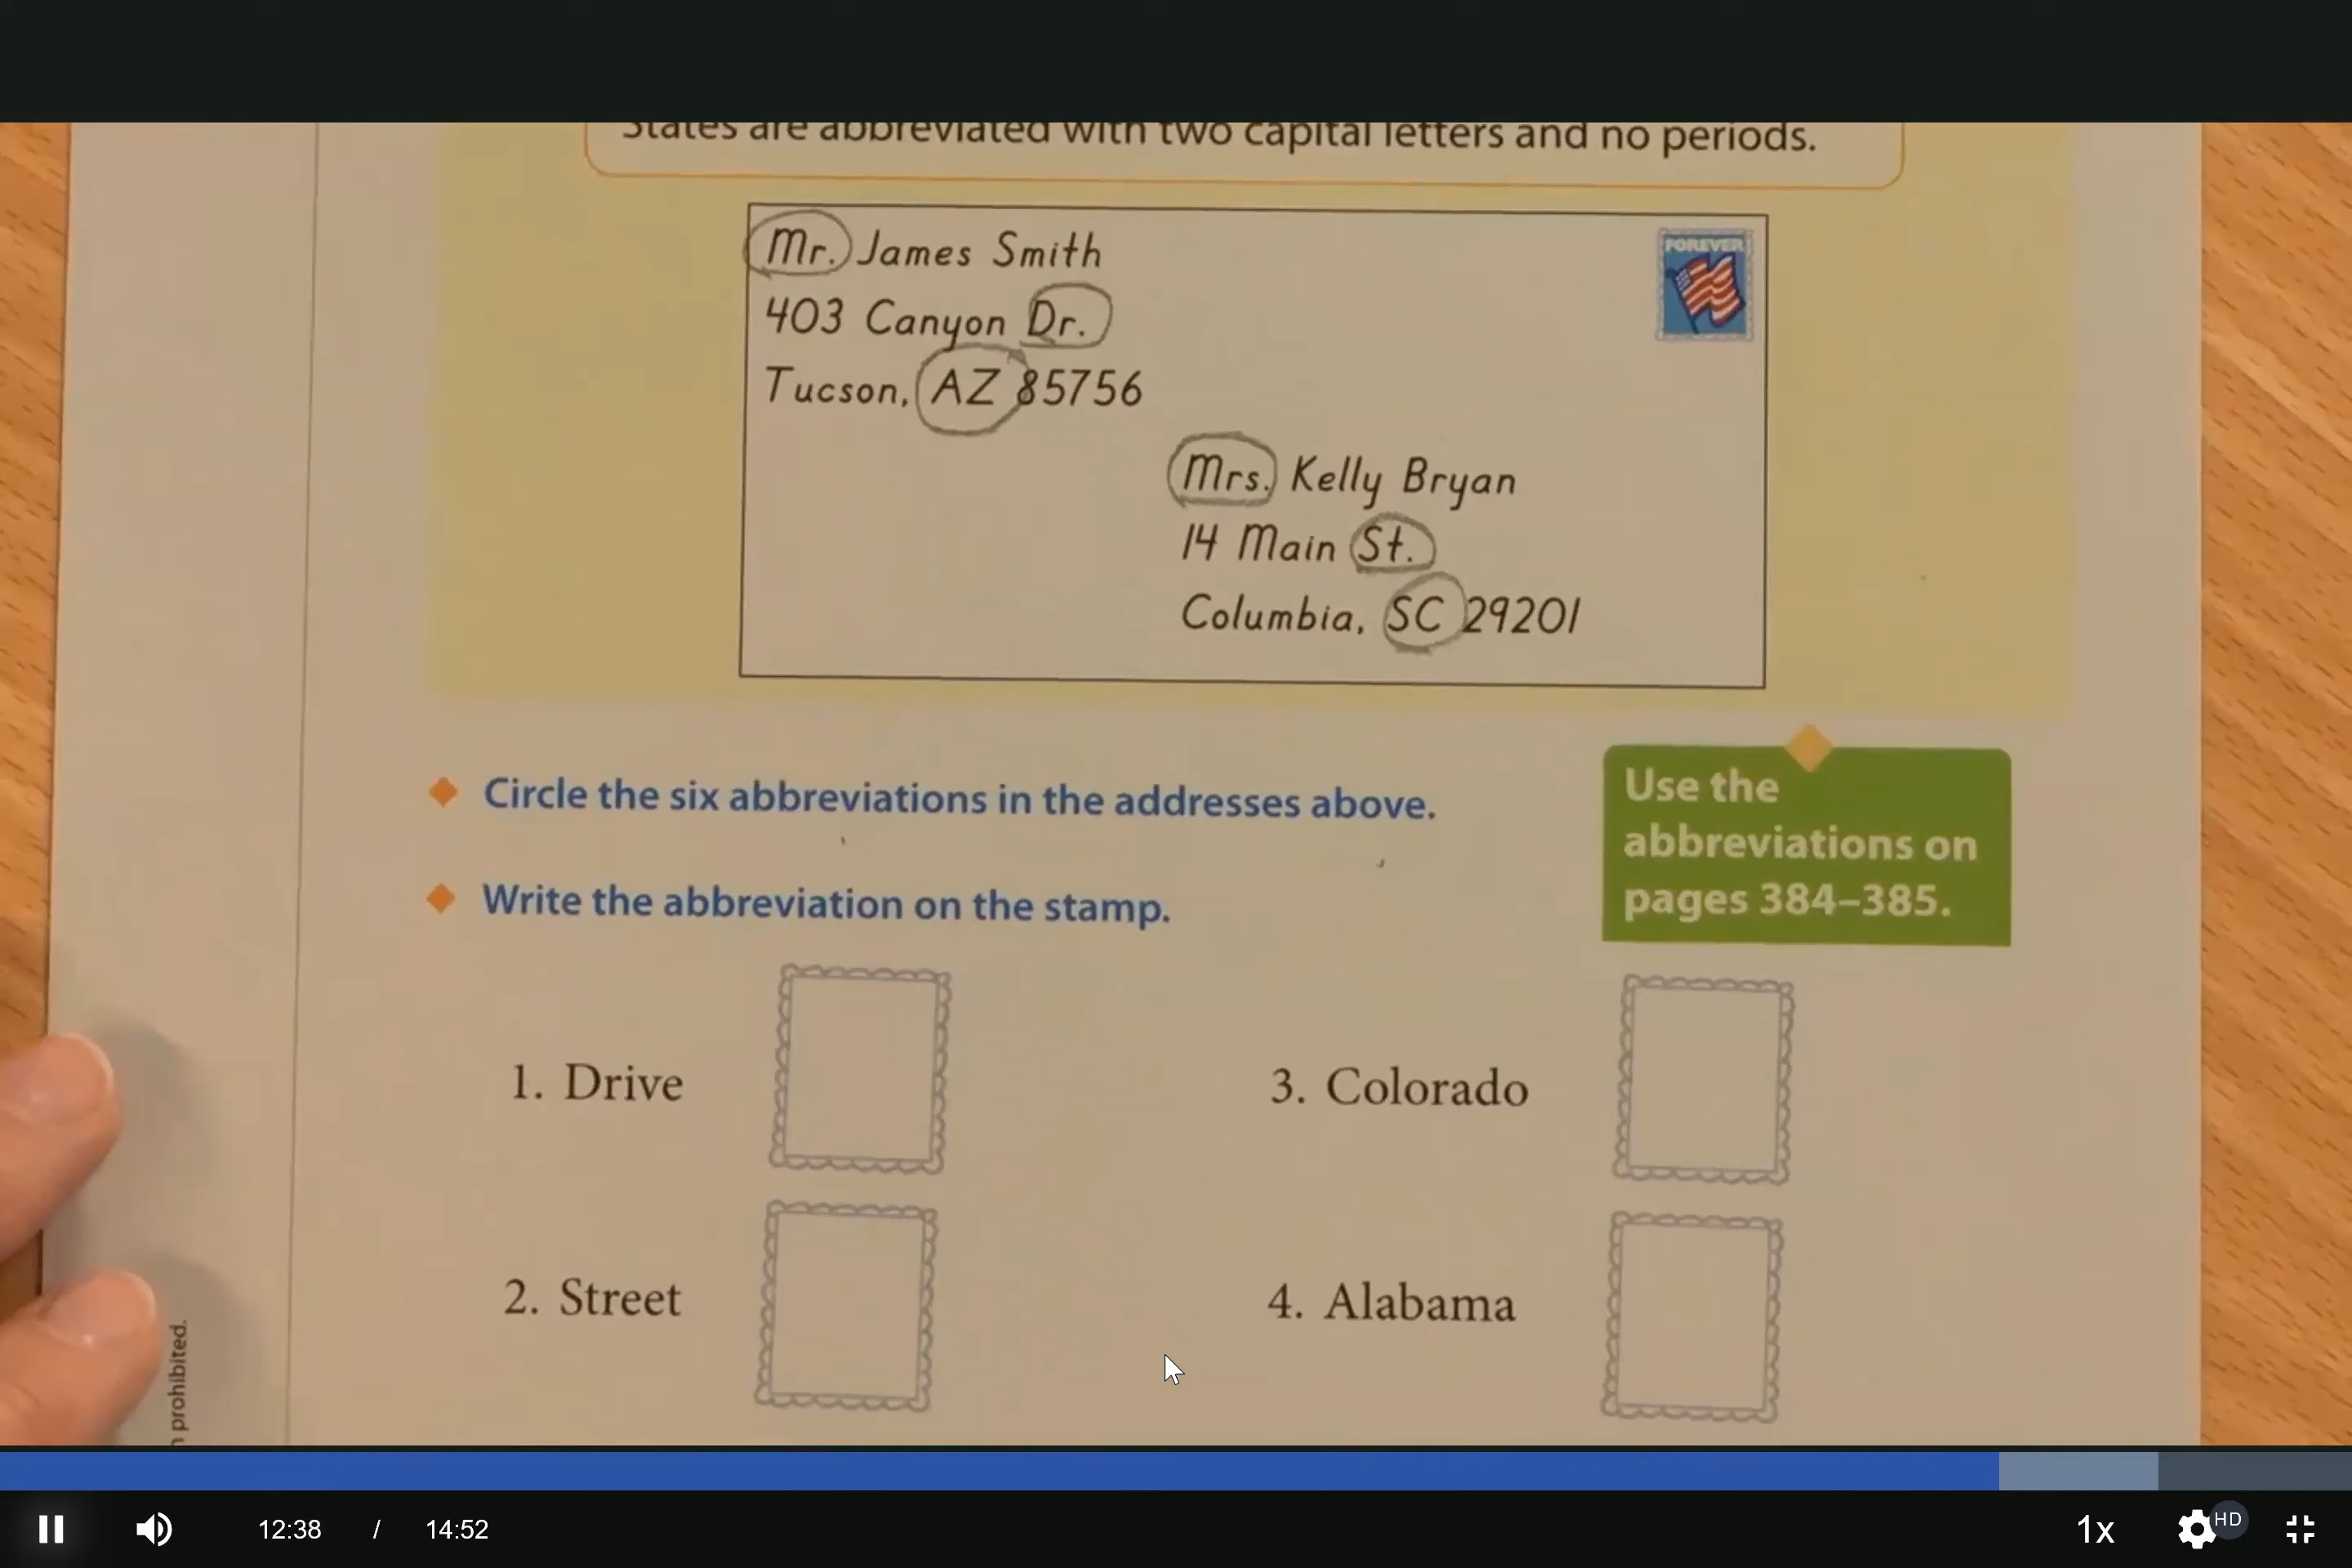 States are abbreviated with two capital letters and no periods.
Mr. James Smith
403 Canyon Dr.
Tucson, AZ 85756
FOREVER
Mrs. Kelly Bryan
14 Main St.
Columbia, SC 29201
Circle the six abbreviations in the addresses above.
Use the
abbreviations on
pages 384–385.
Write the abbreviation on the stamp.
1. Drive
3. Colorado
2. Street
4. Alabama
prohibited.
12:38 / 14:52
1x
HD